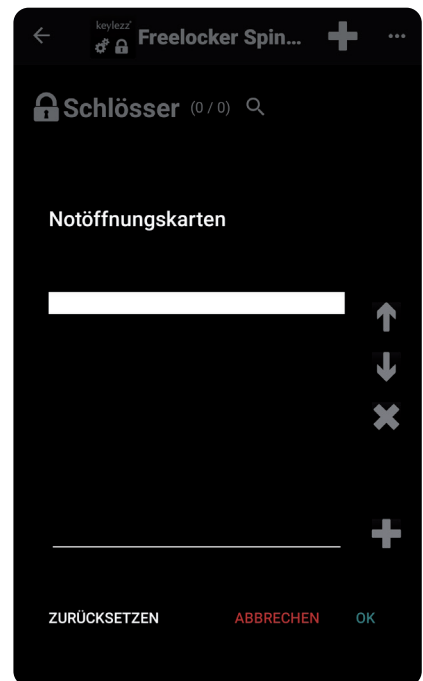 keylezz®
Freelocker Spin...
Schlösser (0 / 0)
Notöffnungskarten
ZURÜCKSETZEN ABBRECHEN OK